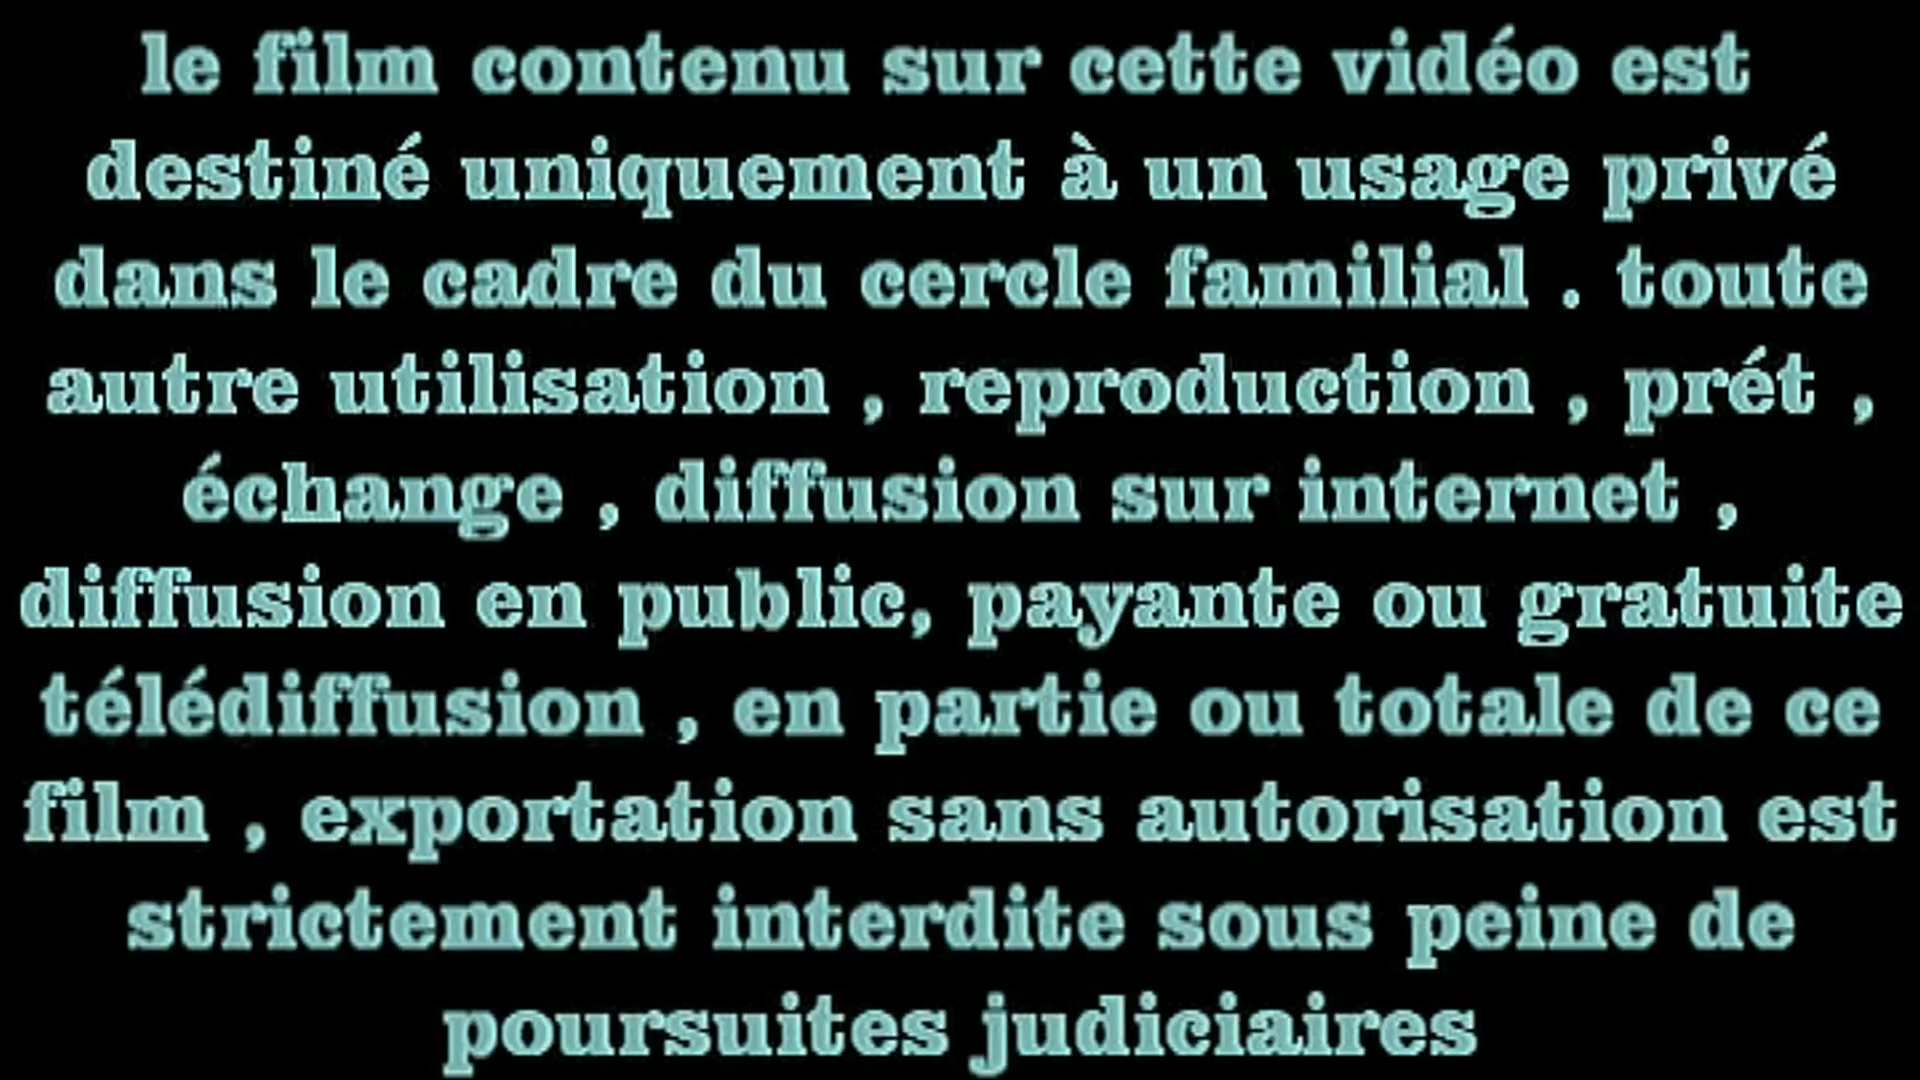 le film contenu sur cette vidéo est
destiné uniquement à un usage privé
dans le cadre du cercle familial . toute
autre utilisation , reproduction , prét ,
échange , diffusion sur internet ,
diffusion en public, payante ou gratuite
télédiffusion , en partie ou totale de ce
film , exportation sans autorisation est
strictement interdite sous peine de
poursuites judiciaires